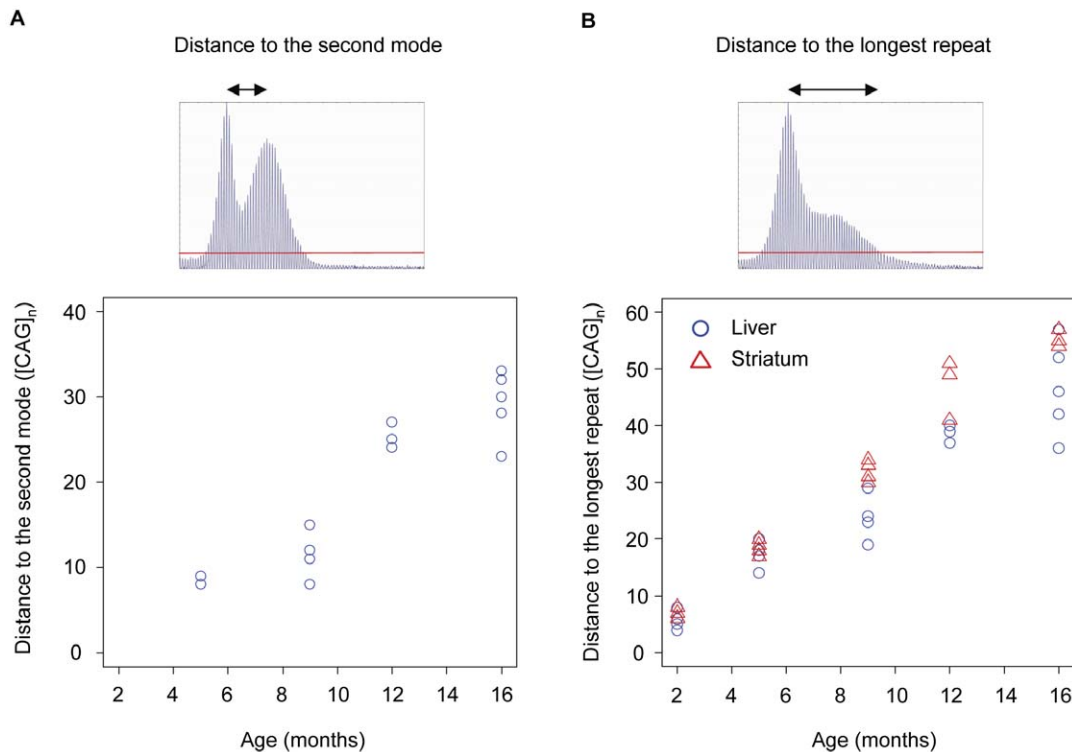 A
Distance to the second mode
Distance to the second mode ([CAG]n)
40
30
20
10
0
2 4 6 8 10 12 14 16
Age (months)
B
Distance to the longest repeat
Distance to the longest repeat ([CAG]n)
60
50
40
30
20
10
0
Liver
Striatum
2 4 6 8 10 12 14 16
Age (months)